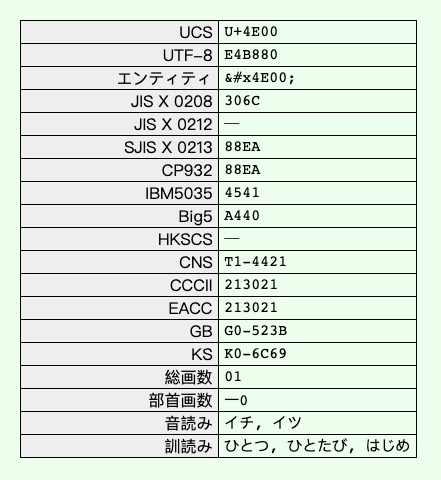 UCS U+4E00
UTF-8 E4B880
エンティティ &#x4E00;
JIS X 0208 306C
JIS X 0212 —
SJIS X 0213 88EA
CP932 88EA
IBM5035 4541
Big5 A440
HKSCS —
CNS T1-4421
CCCII 213021
EACC 213021
GB G0-523B
KS K0-6C69
総画数 01
部首画数 一0
音読み イチ, イツ
訓読み ひとつ, ひとたび, はじめ